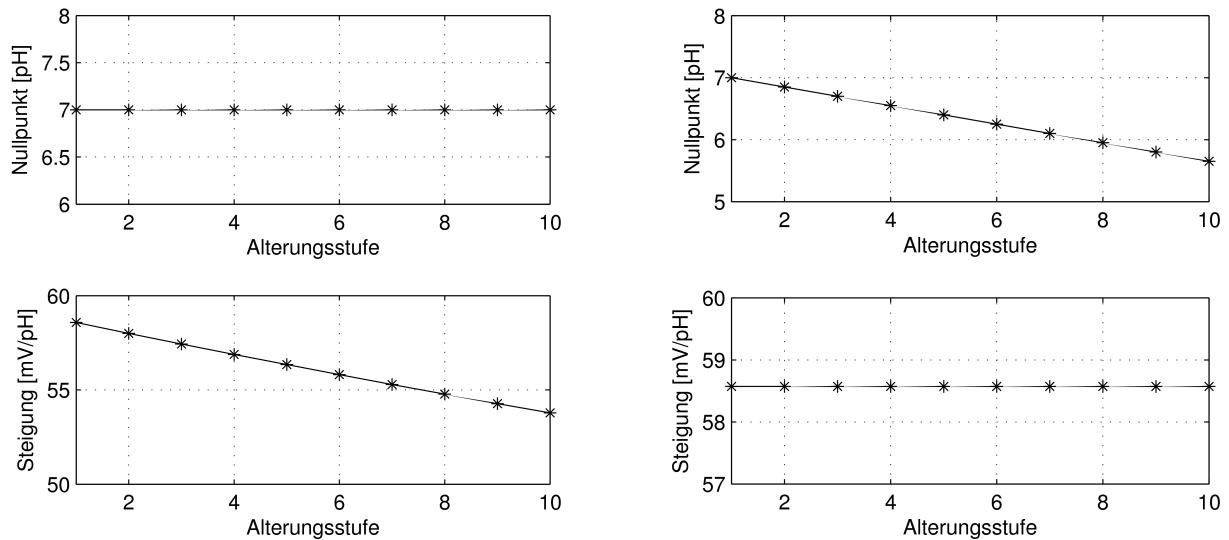 8
7.5
7
6.5
6
Nullpunkt [pH]
2 4 6 8 10
Alterungsstufe
8
7
6
5
Nullpunkt [pH]
2 4 6 8 10
Alterungsstufe
60
55
50
Steigung [mV/pH]
2 4 6 8 10
Alterungsstufe
60
59
58
57
Steigung [mV/pH]
2 4 6 8 10
Alterungsstufe